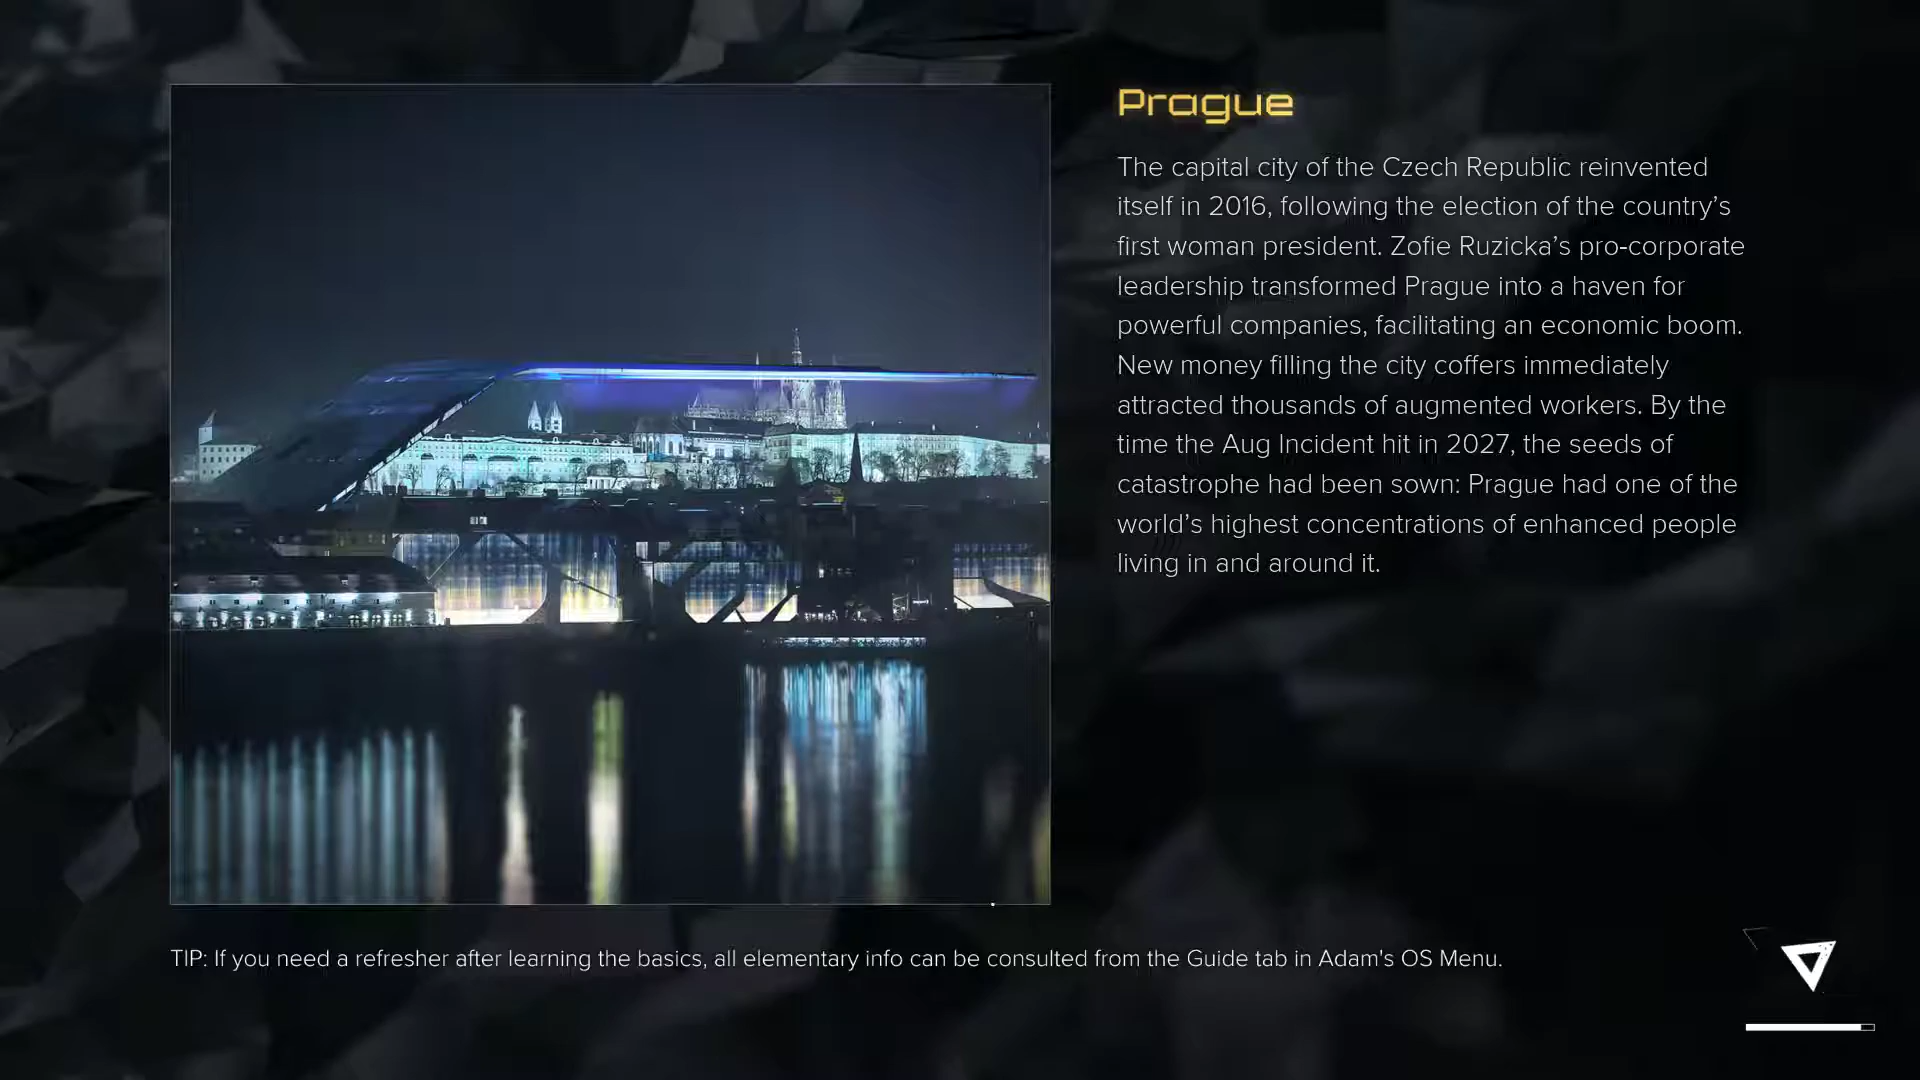 Prague
The capital city of the Czech Republic reinvented
itself in 2016, following the election of the country’s
first woman president. Zofie Ruzicka’s pro-corporate
leadership transformed Prague into a haven for
powerful companies, facilitating an economic boom.
New money filling the city coffers immediately
attracted thousands of augmented workers. By the
time the Aug Incident hit in 2027, the seeds of
catastrophe had been sown: Prague had one of the
world’s highest concentrations of enhanced people
living in and around it.
TIP: If you need a refresher after learning the basics, all elementary info can be consulted from the Guide tab in Adam's OS Menu.